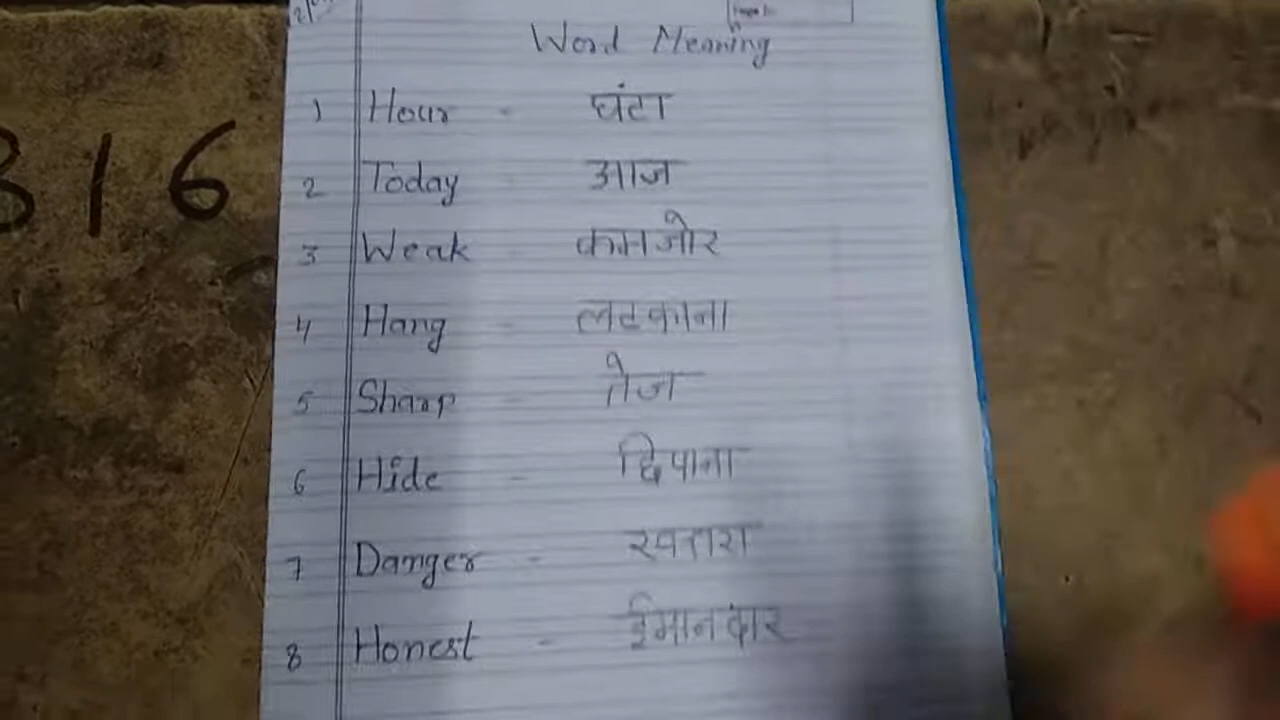 Word Meaning
1 Hour - घंटा
2 Today - आज
3 Weak - कमजोर
4 Hang - लटकाना
5 Sharp - तेज
6 Hide - छिपाना
7 Danger - खतरा
8 Honest - ईमानदार
316